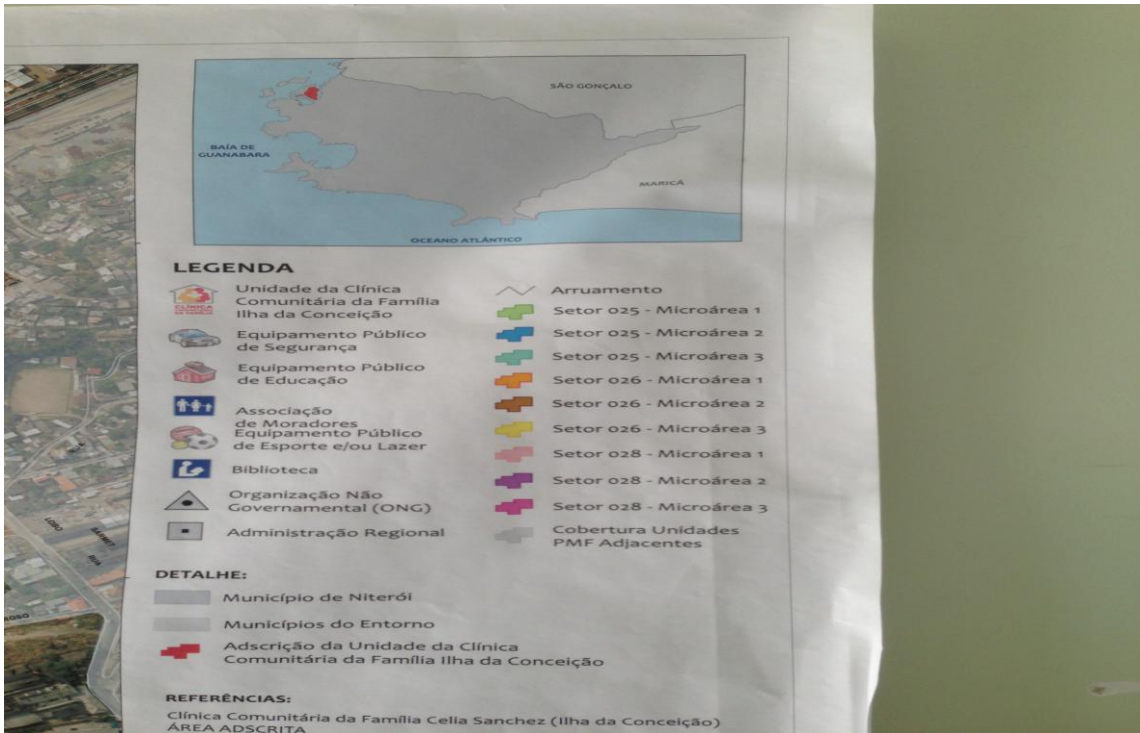 SÃO GONÇALO
BAÍA DE
GUANABARA
MARICÁ
OCEANO ATLÂNTICO
LEGENDA
CLÍNICA
Unidade da Clínica
Comunitária da Família
Ilha da Conceição
Equipamento Público
de Segurança
Equipamento Público
de Educação
Associação
de Moradores
Equipamento Público
de Esporte e/ou Lazer
Biblioteca
Organização Não
Governamental (ONG)
Administração Regional
Arruamento
Setor 025 - Microárea 1
Setor 025 - Microárea 2
Setor 025 - Microárea 3
Setor 026 - Microárea 1
Setor 026 - Microárea 2
Setor 026 - Microárea 3
Setor 028 - Microárea 1
Setor 028 - Microárea 2
Setor 028 - Microárea 3
Cobertura Unidades
PMF Adjacentes
LOBO
RUA
DETALHE:
Município de Niterói
Municípios do Entorno
Adscrição da Unidade da Clínica
Comunitária da Família Ilha da Conceição
REFERÊNCIAS:
Clínica Comunitária da Família Celia Sanchez (Ilha da Conceição)
ÁREA ADSCRITA